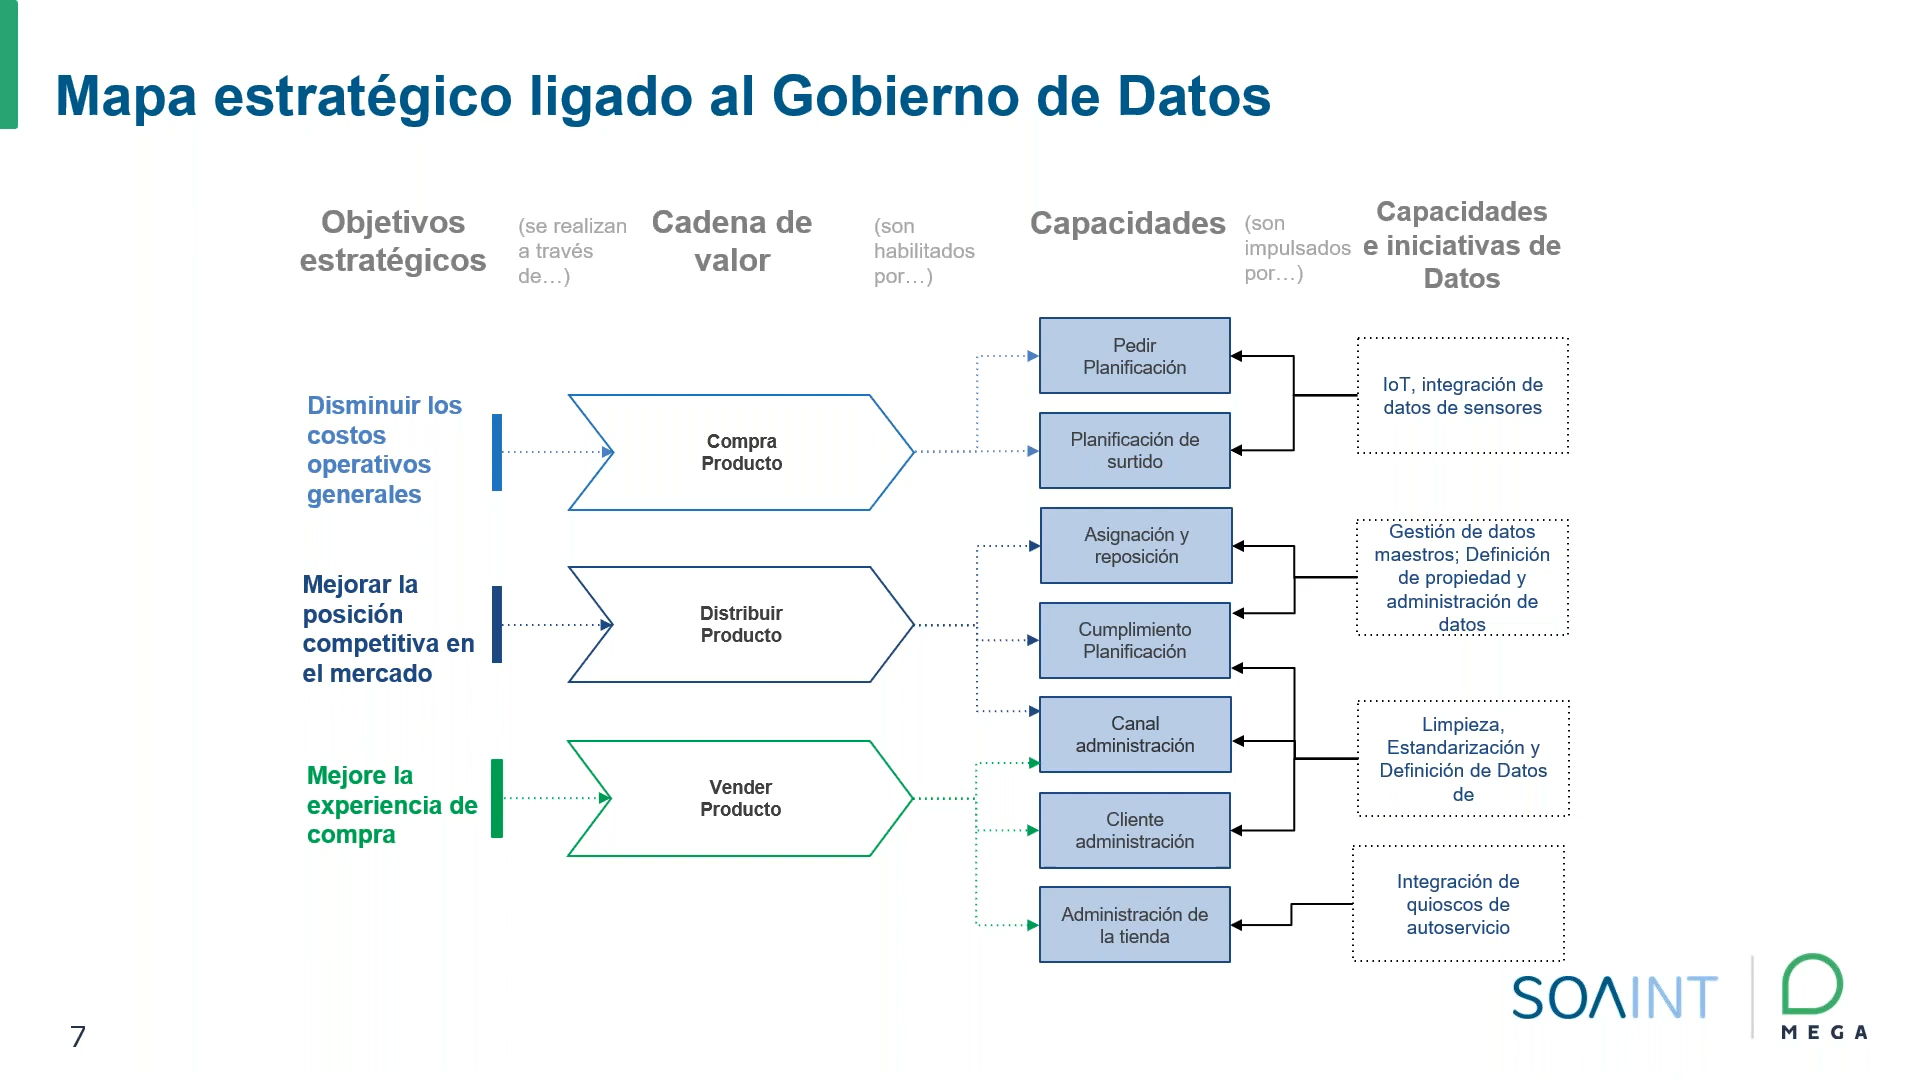 Mapa estratégico ligado al Gobierno de Datos
Objetivos
estratégicos
(se realizan
a través
de…)
Cadena de
valor
(son
habilitados
por…)
Capacidades
(son
impulsados
por…)
Capacidades
e iniciativas de
Datos
Disminuir los
costos
operativos
generales
Compra
Producto
Mejorar la
posición
competitiva en
el mercado
Distribuir
Producto
Mejore la
experiencia de
compra
Vender
Producto
Pedir
Planificación
Planificación de
surtido
Asignación y
reposición
Cumplimiento
Planificación
Canal
administración
Cliente
administración
Administración de
la tienda
IoT, integración de
datos de sensores
Gestión de datos
maestros; Definición
de propiedad y
administración de
datos
Limpieza,
Estandarización y
Definición de Datos
de
Integración de
quioscos de
autoservicio
SOAINT
MEGA
7